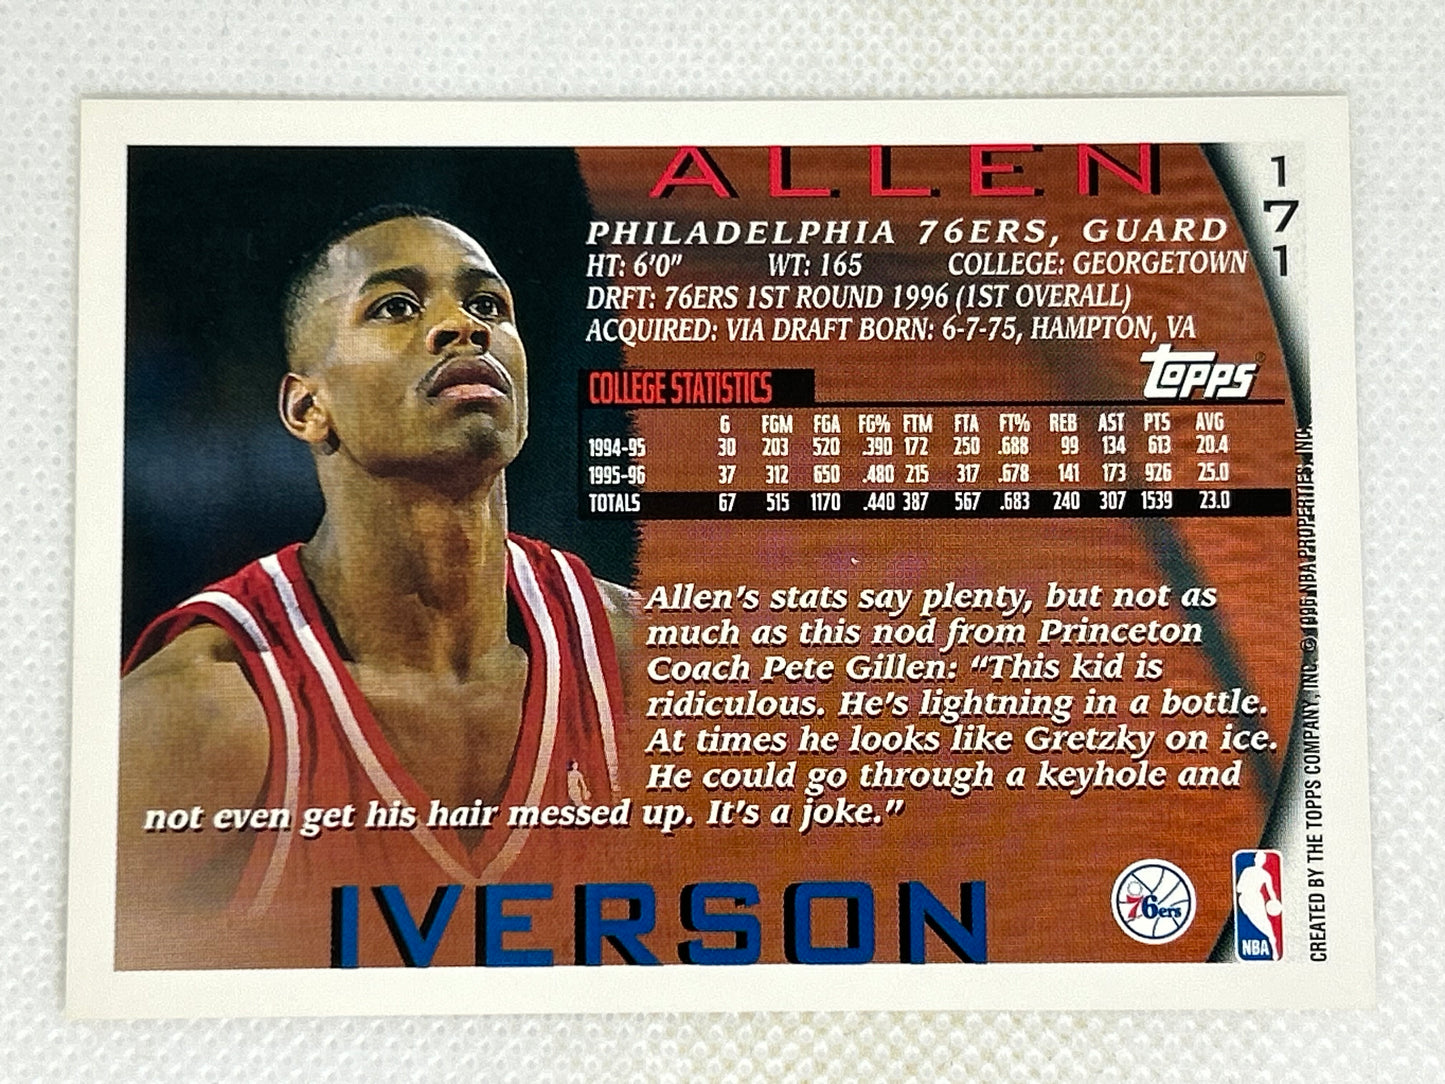 ALLEN
171
PHILADELPHIA 76ERS, GUARD
HT: 6'0" WT: 165 COLLEGE: GEORGETOWN
DRFT: 76ERS 1ST ROUND 1996 (1ST OVERALL)
ACQUIRED: VIA DRAFT BORN: 6-7-75, HAMPTON, VA
TOPPS®
COLLEGE STATISTICS
G FGM FGA FG% FTM FTA FT% REB AST PTS AVG
1994-95 30 203 520 .390 172 250 .688 99 134 613 20.4
1995-96 37 312 650 .480 215 317 .678 141 173 926 25.0
TOTALS 67 515 1170 .440 387 567 .683 240 307 1539 23.0
Allen's stats say plenty, but not as
much as this nod from Princeton
Coach Pete Gillen: "This kid is
ridiculous. He's lightning in a bottle.
At times he looks like Gretzky on ice.
He could go through a keyhole and
not even get his hair messed up. It's a joke."
IVERSON
76ers
NBA
CREATED BY THE TOPPS COMPANY, INC. © 1996 NBA PROPERTIES, INC.